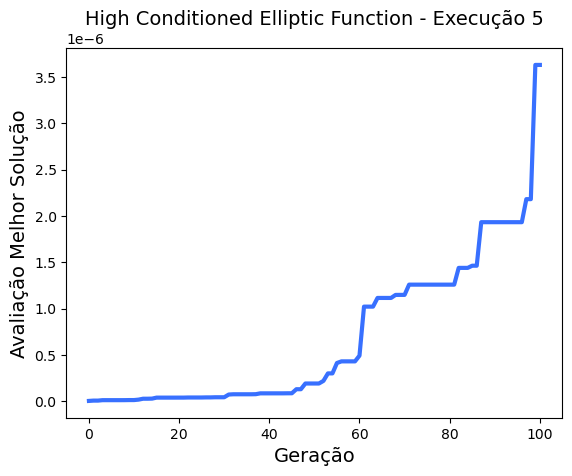 High Conditioned Elliptic Function - Execução 5
1e−6
3.5
3.0
2.5
2.0
1.5
1.0
0.5
0.0
Avaliação Melhor Solução
0 20 40 60 80 100
Geração